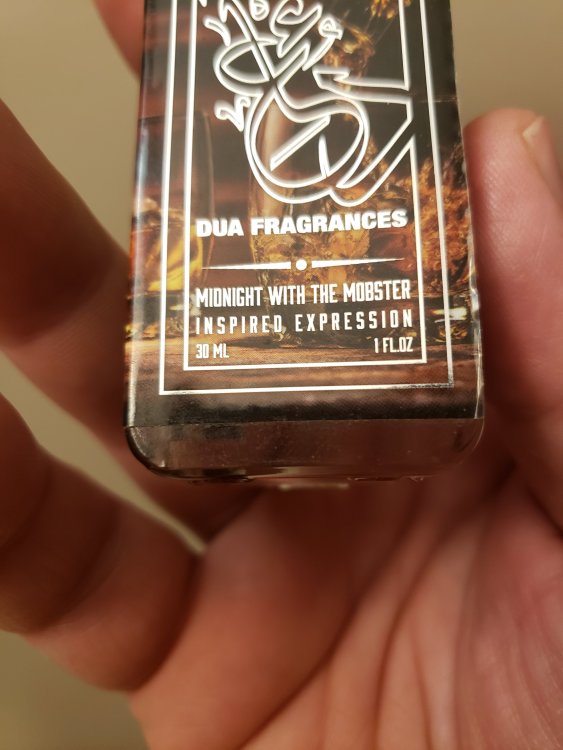 DUA FRAGRANCES
MIDNIGHT WITH THE MOBSTER
INSPIRED EXPRESSION
30 ML 1 FL.OZ